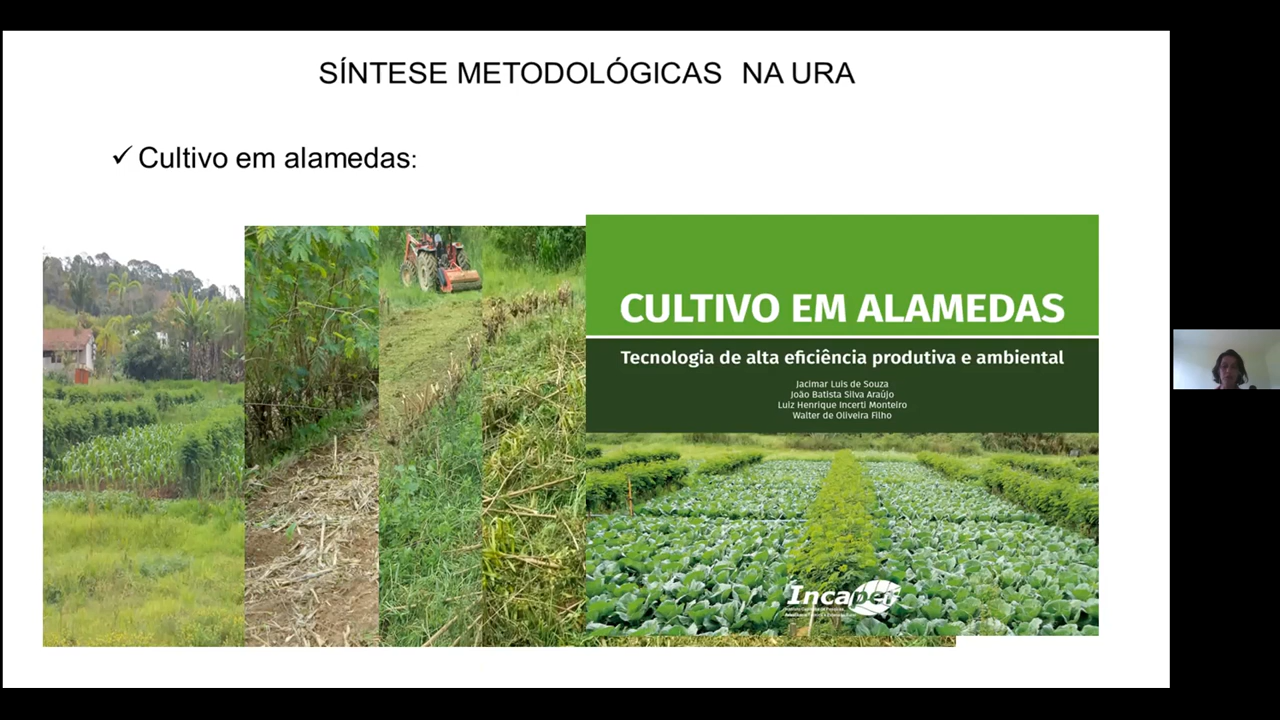 SÍNTESE METODOLÓGICAS NA URA
✓ Cultivo em alamedas:
CULTIVO EM ALAMEDAS
Tecnologia de alta eficiência produtiva e ambiental
Jacimar Luis de Souza
João Batista Silva Araújo
Luiz Henrique Incerti Monteiro
Walter de Oliveira Filho
Incaper